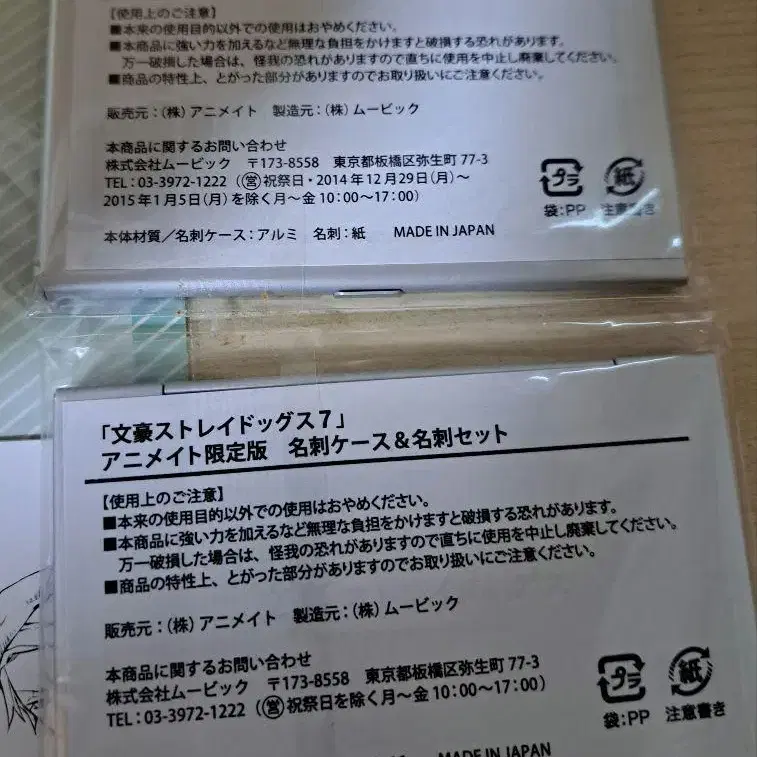 【使用上のご注意】
■本来の使用目的以外での使用はおやめください。
■本商品に強い力を加えるなど無理な負担をかけますと破損する恐れがあります。
万一破損した場合は、怪我の恐れがありますので直ちに使用を中止し廃棄してください。
■商品の特性上、とがった部分がありますのでお取り扱いにご注意ください。
販売元：（株）アニメイト 製造元：（株）ムービック
本商品に関するお問い合わせ
株式会社ムービック 〒173-8558 東京都板橋区弥生町 77-3
TEL：03-3972-1222（㊡祝祭日・2014年12月29日（月）～
2015年1月5日（月）を除く月～金 10：00～17：00）
プラ
袋：PP
紙
注意書き
本体材質／名刺ケース：アルミ 名刺：紙 MADE IN JAPAN
「文豪ストレイドッグス7」
アニメイト限定版 名刺ケース＆名刺セット
【使用上のご注意】
■本来の使用目的以外での使用はおやめください。
■本商品に強い力を加えるなど無理な負担をかけますと破損する恐れがあります。
万一破損した場合は、怪我の恐れがありますので直ちに使用を中止し廃棄してください。
■商品の特性上、とがった部分がありますのでお取り扱いにご注意ください。
販売元：（株）アニメイト 製造元：（株）ムービック
本商品に関するお問い合わせ
株式会社ムービック 〒173-8558 東京都板橋区弥生町 77-3
TEL：03-3972-1222（㊡祝祭日を除く月～金 10：00～17：00）
プラ
袋：PP
紙
注意書き
MADE IN JAPAN